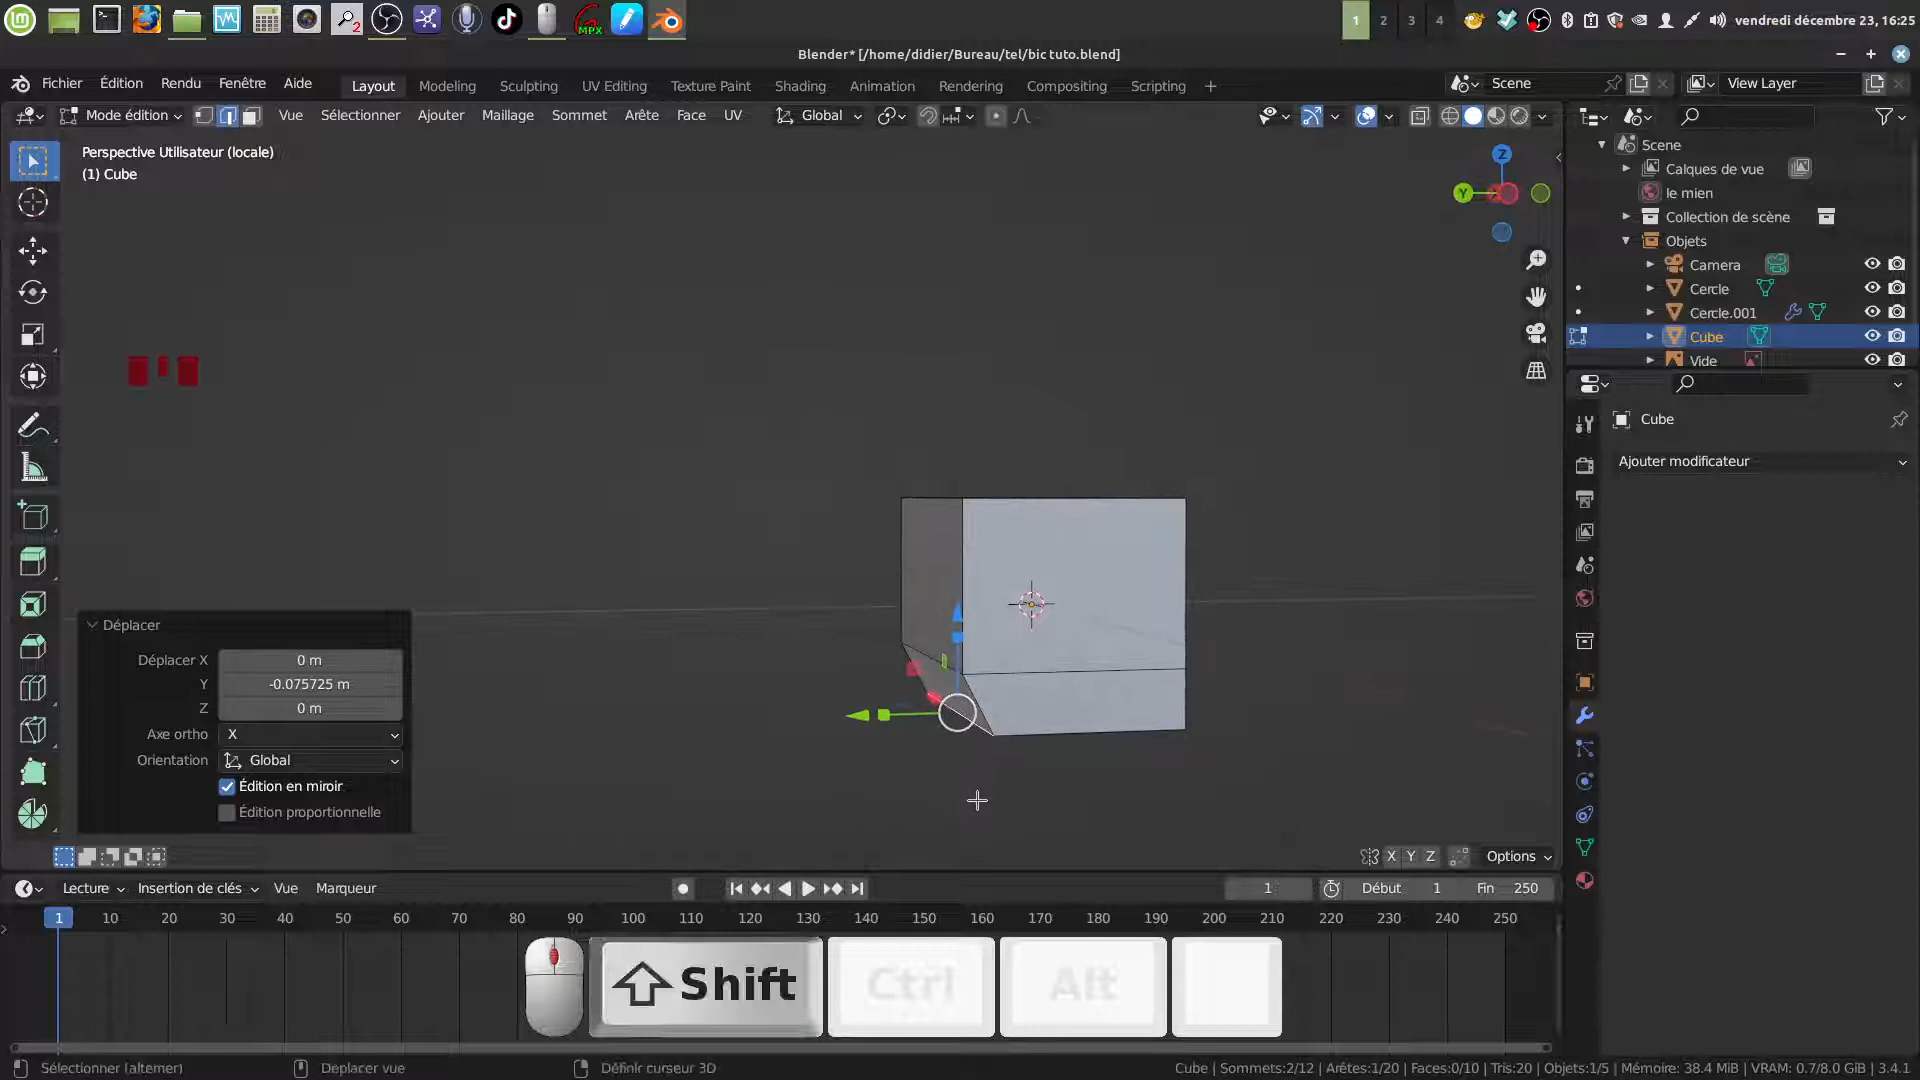 2
MPX
1 2 3 4
vendredi décembre 23, 16:25
Blender* [/home/didier/Bureau/tel/bic tuto.blend]
Fichier Édition Rendu Fenêtre Aide
Layout Modeling Sculpting UV Editing Texture Paint Shading Animation Rendering Compositing Scripting +
Scene
View Layer
Mode édition Vue Sélectionner Ajouter Maillage Sommet Arête Face UV
Global
Perspective Utilisateur (locale)
(1) Cube
Z
Y
Scene
Calques de vue
le mien
Collection de scène
Objets
Camera
Cercle
Cercle.001
Cube
Vide
Cube
Ajouter modificateur
Déplacer
Déplacer X 0 m
Y -0.075725 m
Z 0 m
Axe ortho X
Orientation Global
Édition en miroir
Édition proportionnelle
X Y Z Options
Lecture Insertion de clés Vue Marqueur
1 Début 1 Fin 250
1 10 20 30 40 50 60 70 80 90 100 110 120 130 140 150 160 170 180 190 200 210 220 230 240 250
Shift Ctrl Alt
Sélectionner (alterner) Déplacer vue Définir curseur 3D
Cube | Sommets:2/12 | Arêtes:1/20 | Faces:0/10 | Tris:20 | Objets:1/5 | Mémoire: 38.4 MiB | VRAM: 0.7/8.0 GiB | 3.4.1